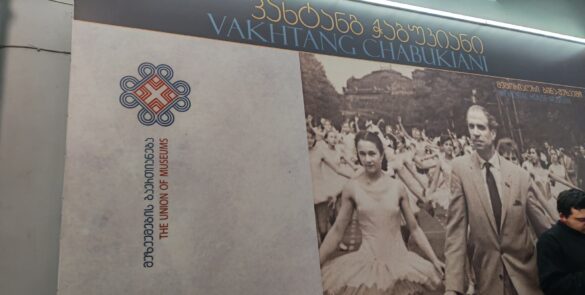 ვახტანგ ჭაბუკიანი
VAKHTANG CHABUKIANI
მუზეუმების გაერთიანება
THE UNION OF MUSEUMS